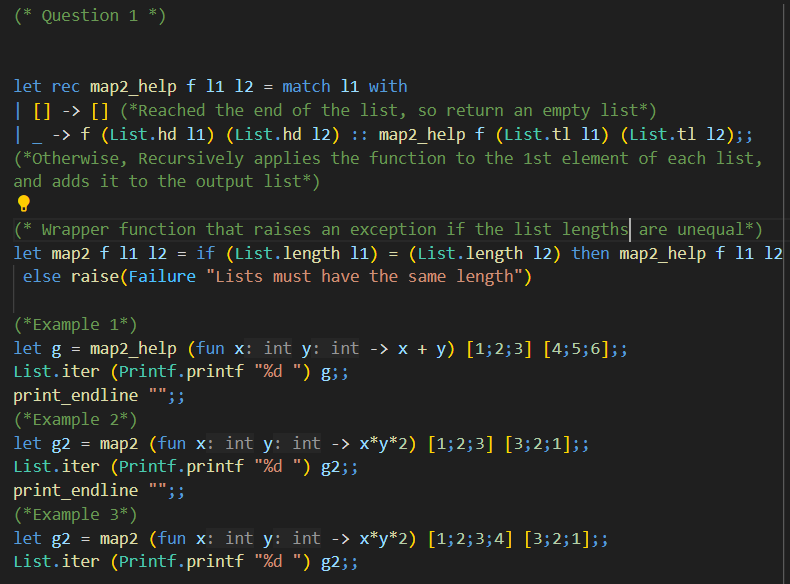 (* Question 1 *)
let rec map2_help f l1 l2 = match l1 with
| [] -> [] (*Reached the end of the list, so return an empty list*)
| _ -> f (List.hd l1) (List.hd l2) :: map2_help f (List.tl l1) (List.tl l2);;
(*Otherwise, Recursively applies the function to the 1st element of each list,
and adds it to the output list*)
(* Wrapper function that raises an exception if the list lengths are unequal*)
let map2 f l1 l2 = if (List.length l1) = (List.length l2) then map2_help f l1 l2
else raise(Failure "Lists must have the same length")
(*Example 1*)
let g = map2_help (fun x: int y: int -> x + y) [1;2;3] [4;5;6];;
List.iter (Printf.printf "%d ") g;;
print_endline "";;
(*Example 2*)
let g2 = map2 (fun x: int y: int -> x*y*2) [1;2;3] [3;2;1];;
List.iter (Printf.printf "%d ") g2;;
print_endline "";;
(*Example 3*)
let g2 = map2 (fun x: int y: int -> x*y*2) [1;2;3;4] [3;2;1];;
List.iter (Printf.printf "%d ") g2;;